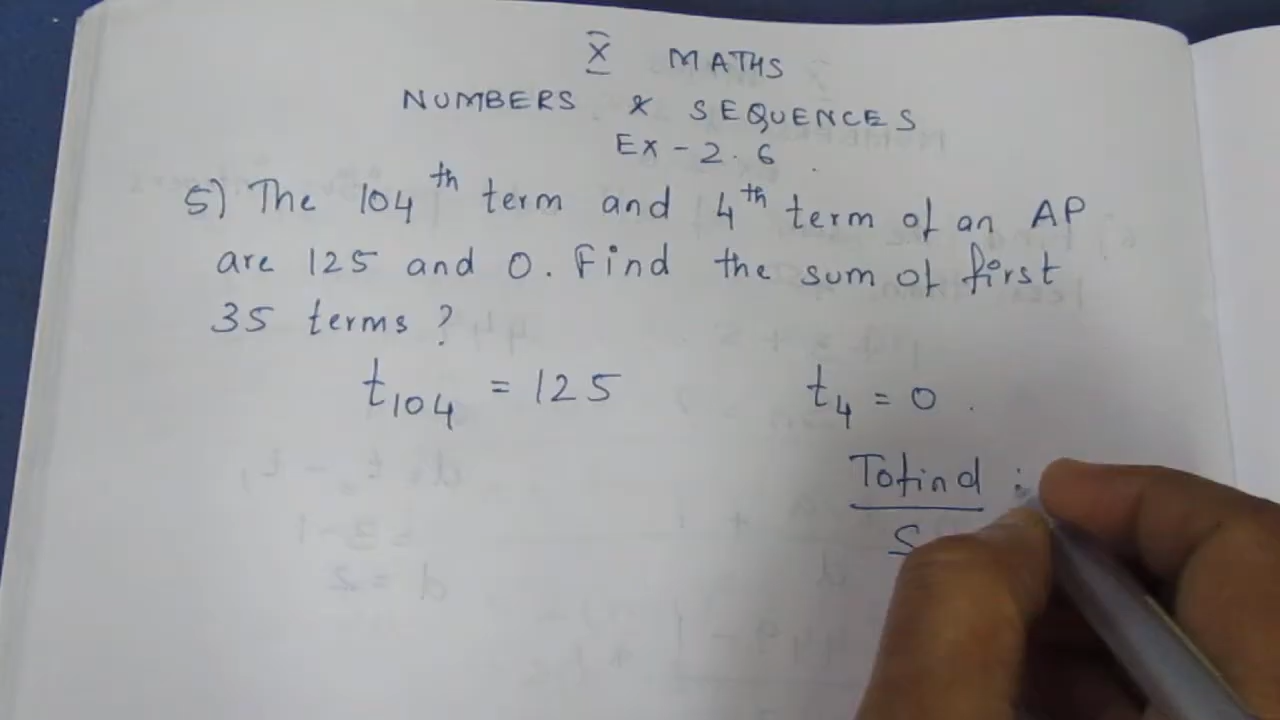 X MATHS
NUMBERS & SEQUENCES
Ex - 2.6
5) The 104th term and 4th term of an AP
are 125 and 0. Find the sum of first
35 terms ?
t104 = 125 t4 = 0.
To find :
S